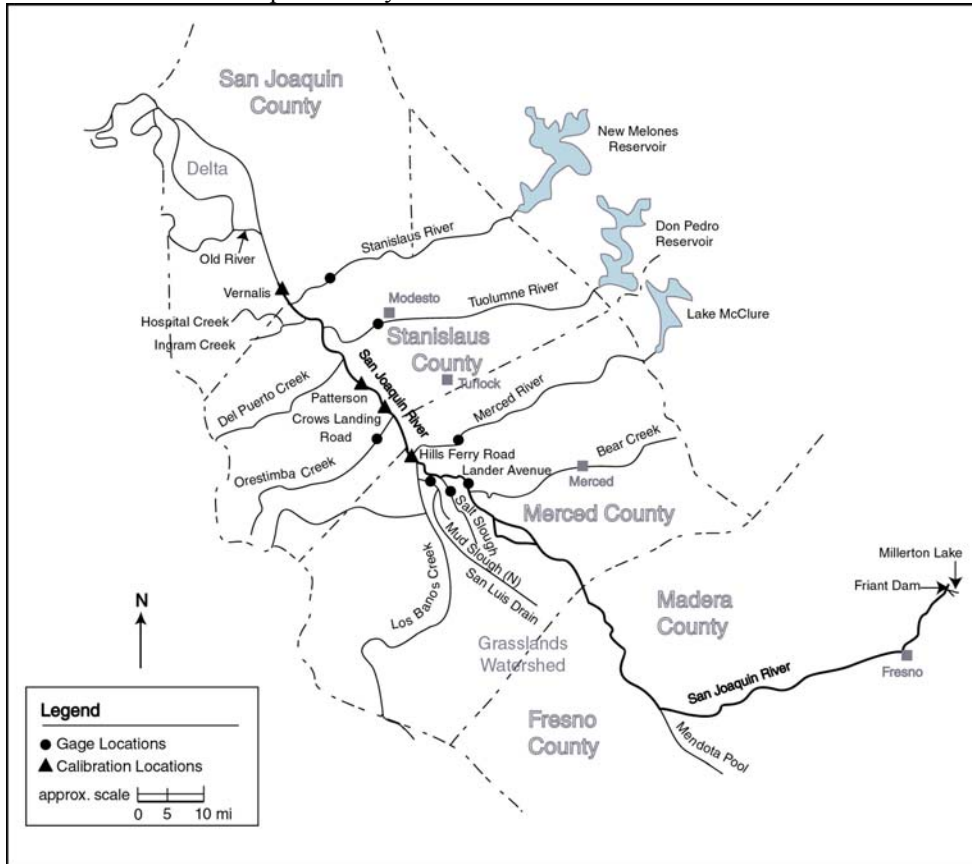 San Joaquin
County
New Melones
Reservoir
Delta
Don Pedro
Reservoir
Stanislaus River
Old River
Vernalis
Modesto
Tuolumne River
Lake McClure
Hospital Creek
Ingram Creek
Stanislaus
County
San Joaquin River
Turlock
Merced River
Del Puerto Creek
Patterson
Crows Landing
Road
Hills Ferry Road
Bear Creek
Orestimba Creek
Lander Avenue
Merced
Salt Slough
Merced County
Mud Slough (N)
San Luis Drain
Los Banos Creek
Millerton Lake
Friant Dam
Madera
County
N
Grasslands
Watershed
San Joaquin River
Fresno
Fresno
County
Mendota Pool
Legend
Gage Locations
Calibration Locations
approx. scale
0 5 10 mi